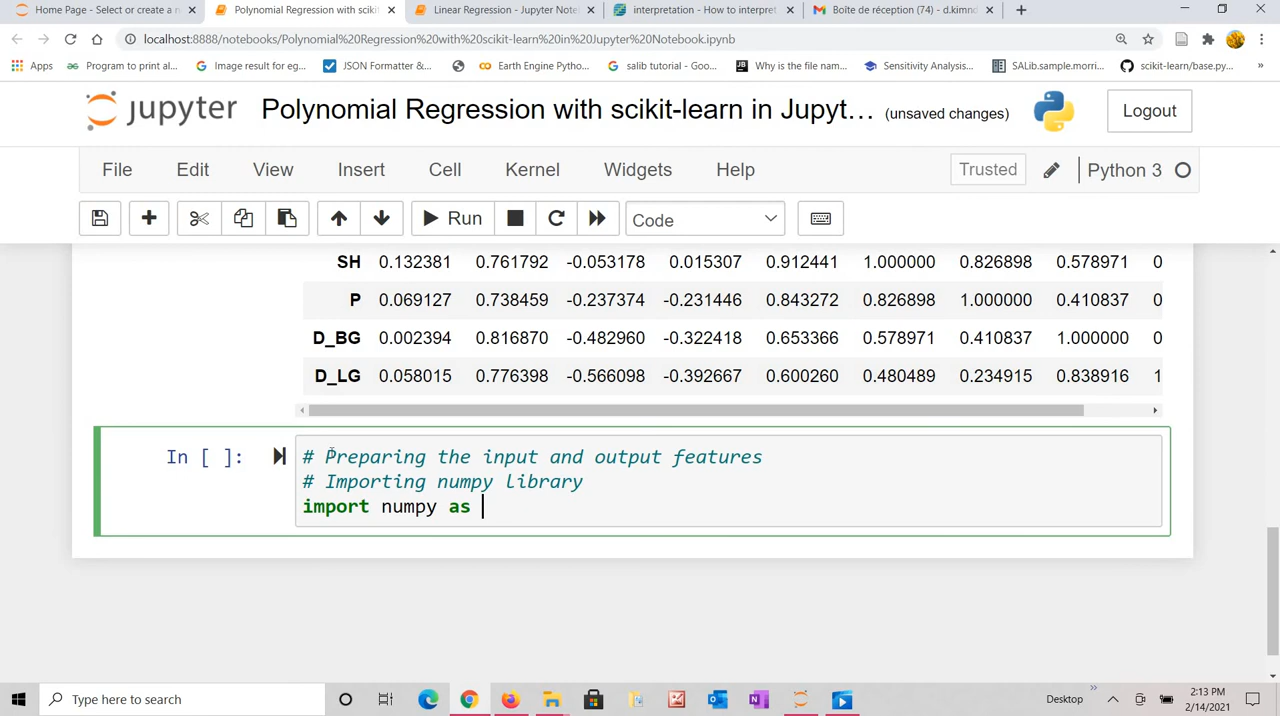 Home Page - Select or create a n
Polynomial Regression with scikit
Linear Regression - Jupyter Note
interpretation - How to interpret
Boîte de réception (74) - d.kimnd
localhost:8888/notebooks/Polynomial%20Regression%20with%20scikit-learn%20in%20Jupyter%20Notebook.ipynb
Apps
Program to print al...
Image result for eg...
JSON Formatter &...
Earth Engine Pytho...
salib tutorial - Goo...
Why is the file nam...
Sensitivity Analysis...
SALib.sample.morri...
scikit-learn/base.py...
»
jupyter Polynomial Regression with scikit-learn in Jupyt... (unsaved changes) Logout
File Edit View Insert Cell Kernel Widgets Help Trusted Python 3
Run Code
SH 0.132381 0.761792 -0.053178 0.015307 0.912441 1.000000 0.826898 0.578971 0
P 0.069127 0.738459 -0.237374 -0.231446 0.843272 0.826898 1.000000 0.410837 0
D_BG 0.002394 0.816870 -0.482960 -0.322418 0.653366 0.578971 0.410837 1.000000 0
D_LG 0.058015 0.776398 -0.566098 -0.392667 0.600260 0.480489 0.234915 0.838916 1
In [ ]: # Preparing the input and output features
# Importing numpy library
import numpy as
Type here to search
Desktop
»
2:13 PM
2/14/2021